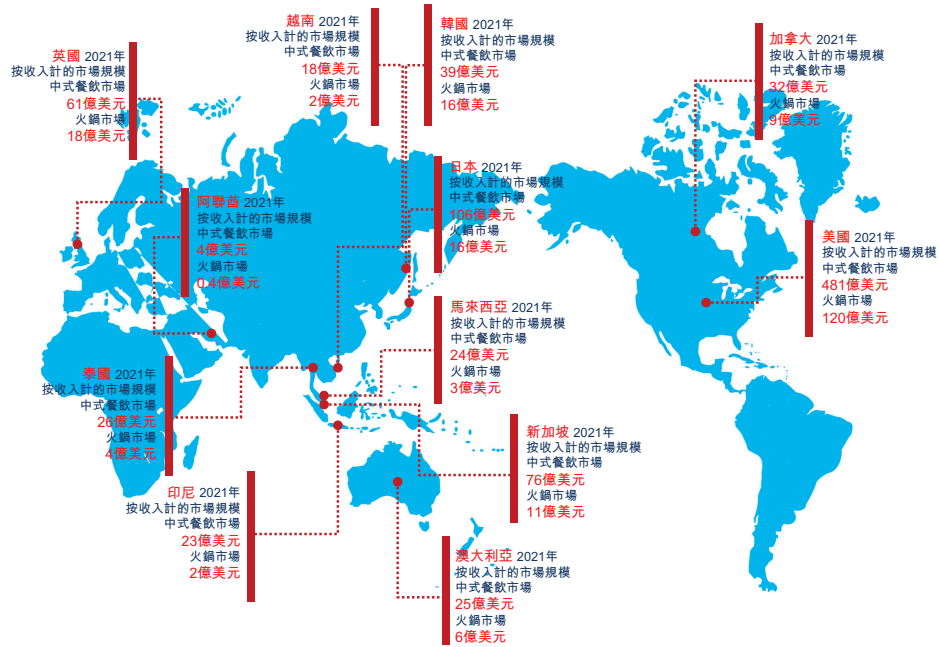 英國 2021年
按收入計的市場規模
中式餐飲市場
61億美元
火鍋市場
18億美元
越南 2021年
按收入計的市場規模
中式餐飲市場
18億美元
火鍋市場
2億美元
韓國 2021年
按收入計的市場規模
中式餐飲市場
39億美元
火鍋市場
16億美元
加拿大 2021年
按收入計的市場規模
中式餐飲市場
32億美元
火鍋市場
9億美元
日本 2021年
按收入計的市場規模
中式餐飲市場
106億美元
火鍋市場
16億美元
阿聯酋 2021年
按收入計的市場規模
中式餐飲市場
4億美元
火鍋市場
0.4億美元
美國 2021年
按收入計的市場規模
中式餐飲市場
481億美元
火鍋市場
120億美元
馬來西亞 2021年
按收入計的市場規模
中式餐飲市場
24億美元
火鍋市場
3億美元
泰國 2021年
按收入計的市場規模
中式餐飲市場
26億美元
火鍋市場
4億美元
新加坡 2021年
按收入計的市場規模
中式餐飲市場
76億美元
火鍋市場
11億美元
印尼 2021年
按收入計的市場規模
中式餐飲市場
23億美元
火鍋市場
2億美元
澳大利亞 2021年
按收入計的市場規模
中式餐飲市場
25億美元
火鍋市場
6億美元